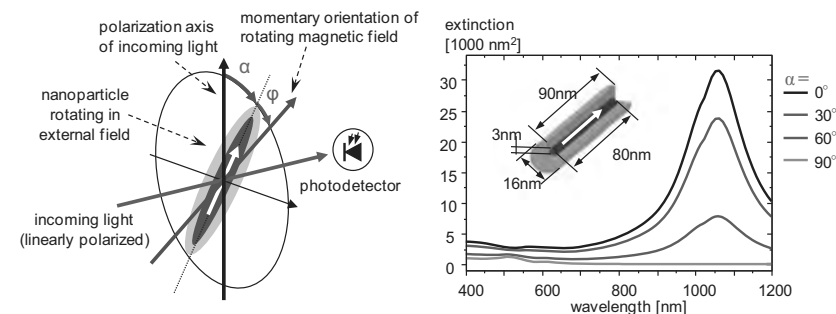 polarization axis
of incoming light
momentary orientation of
rotating magnetic field
α
φ
nanoparticle
rotating in
external field
photodetector
incoming light
(linearly polarized)
extinction
[1000 nm²]
30
25
20
15
10
5
0
400 600 800 1000 1200
wavelength [nm]
90nm
3nm
80nm
16nm
α=
0°
30°
60°
90°